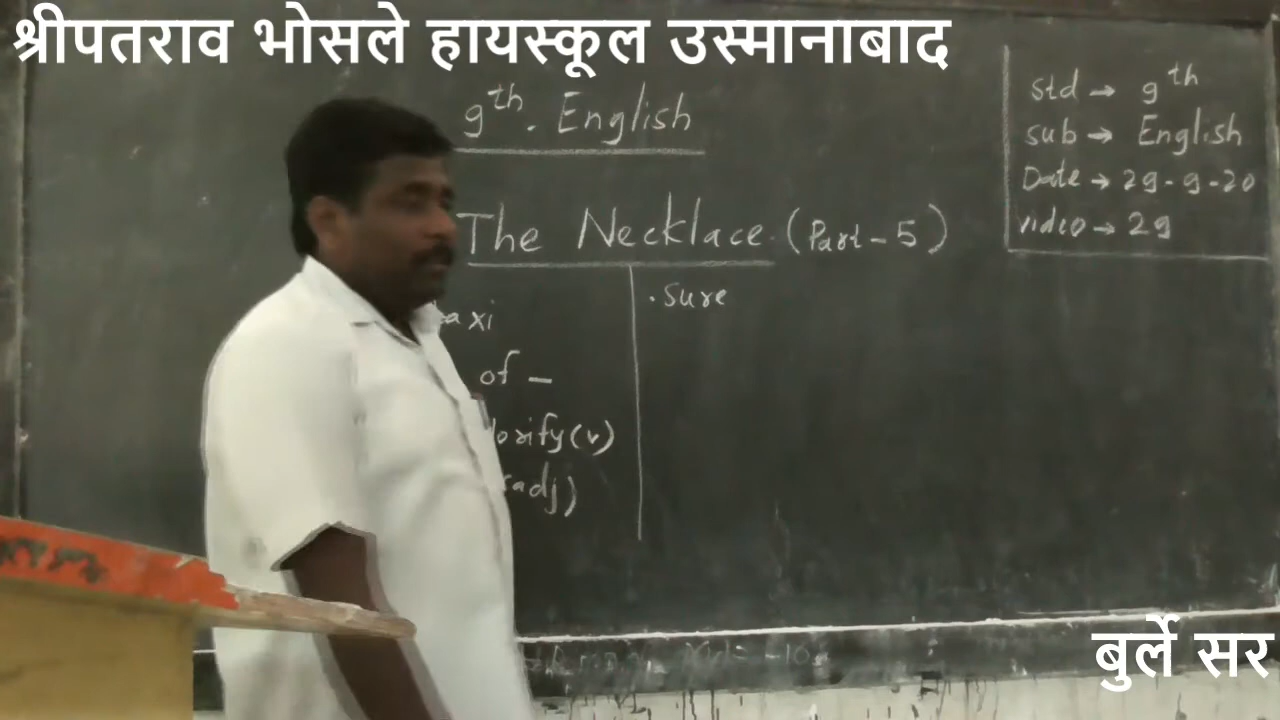 श्रीपतराव भोसले हायस्कूल उस्मानाबाद
9th. English
std → 9th
sub → English
Date → 29-9-20
video → 29
The Necklace. (Part-5)
axi
. Sure
of -
lorify(v)
(adj)
बुर्ले सर